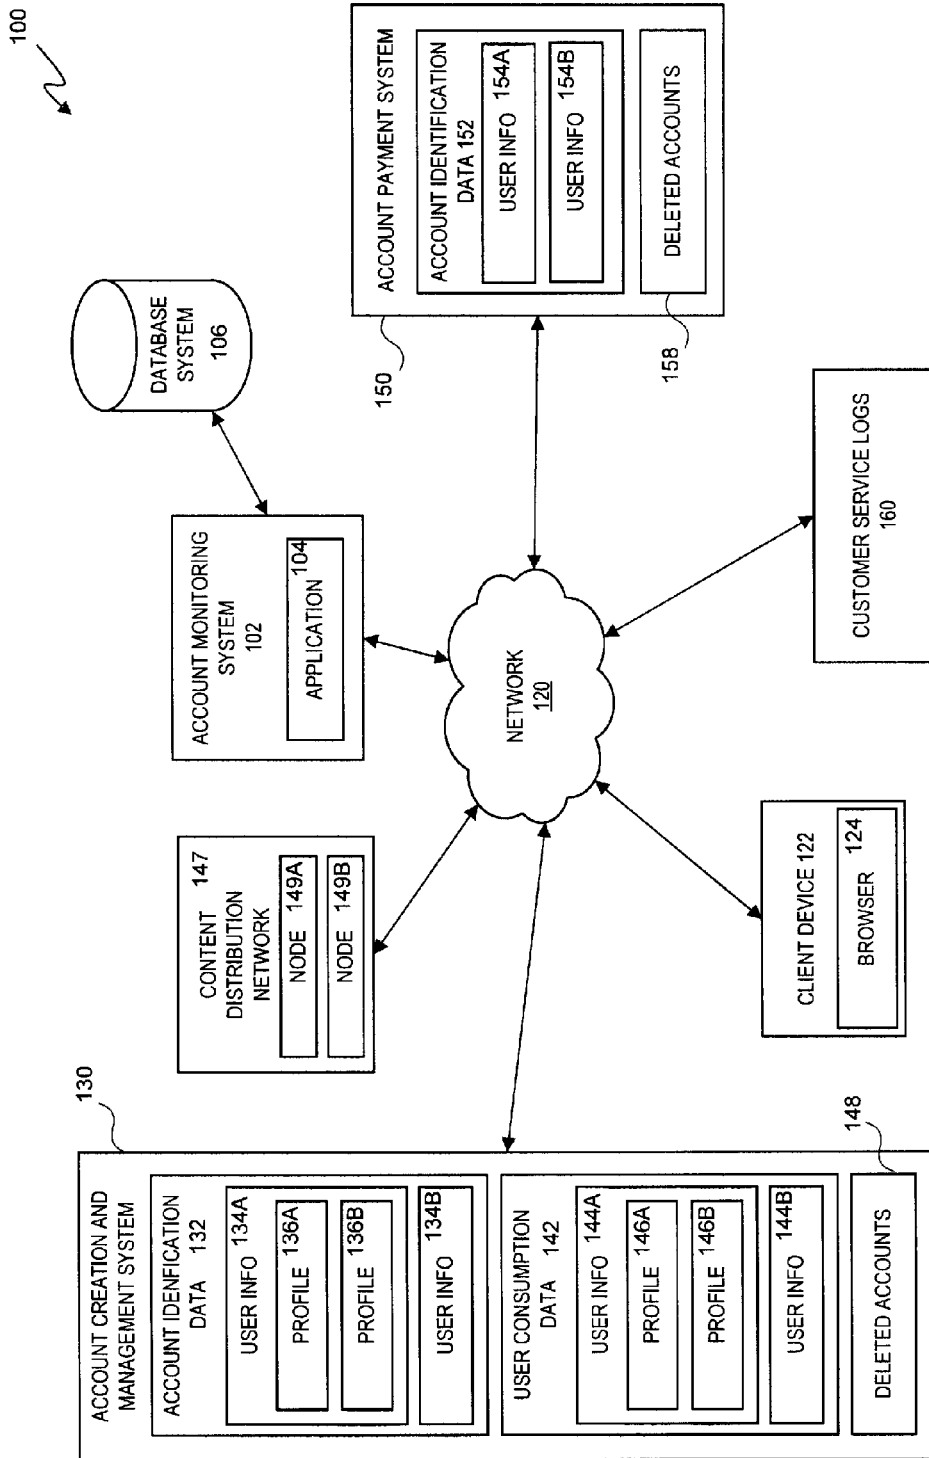 100
ACCOUNT CREATION AND
MANAGEMENT SYSTEM
130
ACCOUNT IDENFICATION
DATA 132
USER INFO 134A
PROFILE 136A
PROFILE 136B
USER INFO 134B
USER CONSUMPTION
DATA 142
USER INFO 144A
PROFILE 146A
PROFILE 146B
USER INFO 144B
DELETED ACCOUNTS
148
147
CONTENT
DISTRIBUTION
NETWORK
NODE 149A
NODE 149B
ACCOUNT MONITORING
SYSTEM
102
APPLICATION 104
DATABASE
SYSTEM
106
NETWORK
120
CLIENT DEVICE 122
BROWSER 124
150
ACCOUNT PAYMENT SYSTEM
ACCOUNT IDENTIFICATION
DATA 152
USER INFO 154A
USER INFO 154B
DELETED ACCOUNTS
158
CUSTOMER SERVICE LOGS
160